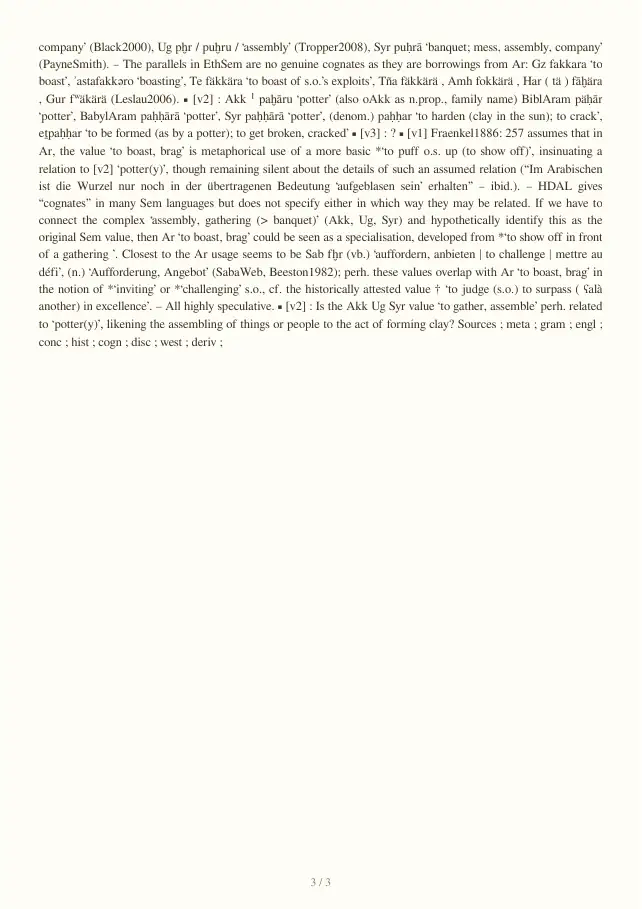 company’ (Black2000), Ug pḫr / puḫru / ‘assembly’ (Tropper2008), Syr puḥrā ‘banquet; mess, assembly, company’
(PayneSmith). – The parallels in EthSem are no genuine cognates as they are borrowings from Ar: Gz fakkara ‘to
boast’, ʾastafakkǝro ‘boasting’, Te fäkkära ‘to boast of s.o.’s exploits’, Tña fäkkärä , Amh fokkärä , Har ( tä ) fäḫära
, Gur fʷäkärä (Leslau2006). ▪ [v2] : Akk ¹ paḫāru ‘potter’ (also oAkk as n.prop., family name) BiblAram päḥār
‘potter’, BabylAram paḥḥārā ‘potter’, Syr paḥḥārā ‘potter’, (denom.) paḥḥar ‘to harden (clay in the sun); to crack’,
eṯpaḥḥar ‘to be formed (as by a potter); to get broken, cracked’ ▪ [v3] : ? ▪ [v1] Fraenkel1886: 257 assumes that in
Ar, the value ‘to boast, brag’ is metaphorical use of a more basic *‘to puff o.s. up (to show off)’, insinuating a
relation to [v2] ‘potter(y)’, though remaining silent about the details of such an assumed relation (“Im Arabischen
ist die Wurzel nur noch in der übertragenen Bedeutung ‘aufgeblasen sein’ erhalten” – ibid.). – HDAL gives
“cognates” in many Sem languages but does not specify either in which way they may be related. If we have to
connect the complex ‘assembly, gathering (> banquet)’ (Akk, Ug, Syr) and hypothetically identify this as the
original Sem value, then Ar ‘to boast, brag’ could be seen as a specialisation, developed from *‘to show off in front
of a gathering ’. Closest to the Ar usage seems to be Sab fḫr (vb.) ‘auffordern, anbieten | to challenge | mettre au
défi’, (n.) ‘Aufforderung, Angebot’ (SabaWeb, Beeston1982); perh. these values overlap with Ar ‘to boast, brag’ in
the notion of *‘inviting’ or *‘challenging’ s.o., cf. the historically attested value † ‘to judge (s.o.) to surpass ( ʕalà
another) in excellence’. – All highly speculative. ▪ [v2] : Is the Akk Ug Syr value ‘to gather, assemble’ perh. related
to ‘potter(y)’, likening the assembling of things or people to the act of forming clay? Sources ; meta ; gram ; engl ;
conc ; hist ; cogn ; disc ; west ; deriv ;
3 / 3